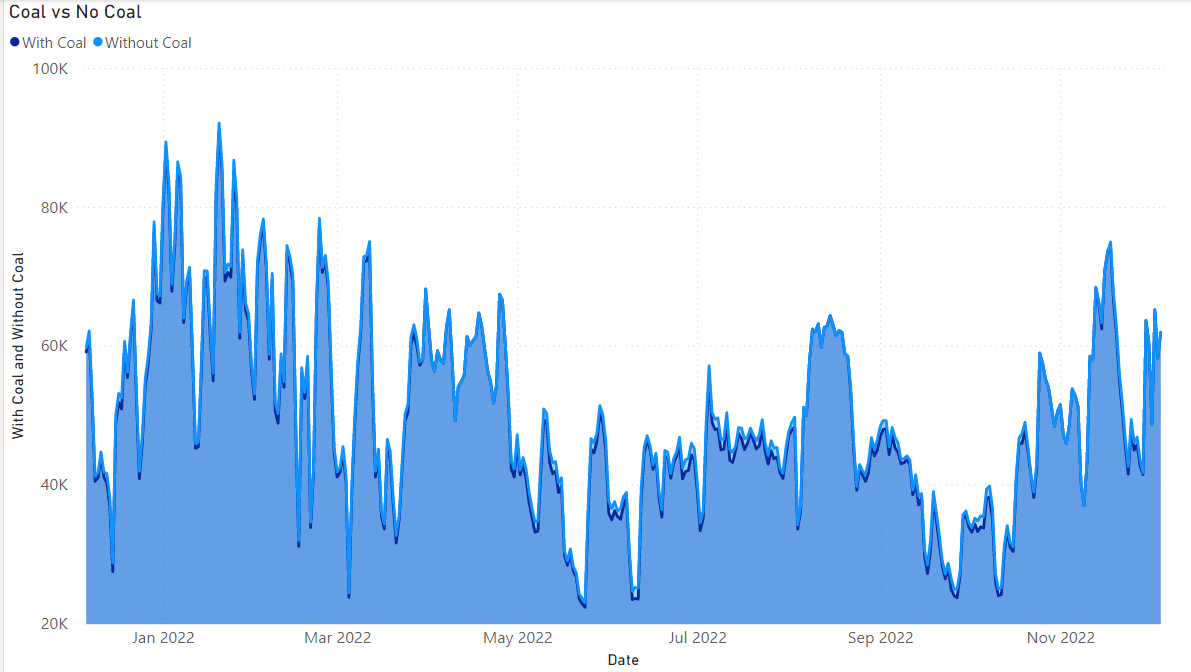 Coal vs No Coal
With Coal Without Coal
100K
80K
60K
40K
20K
With Coal and Without Coal
Jan 2022 Mar 2022 May 2022 Jul 2022 Sep 2022 Nov 2022
Date